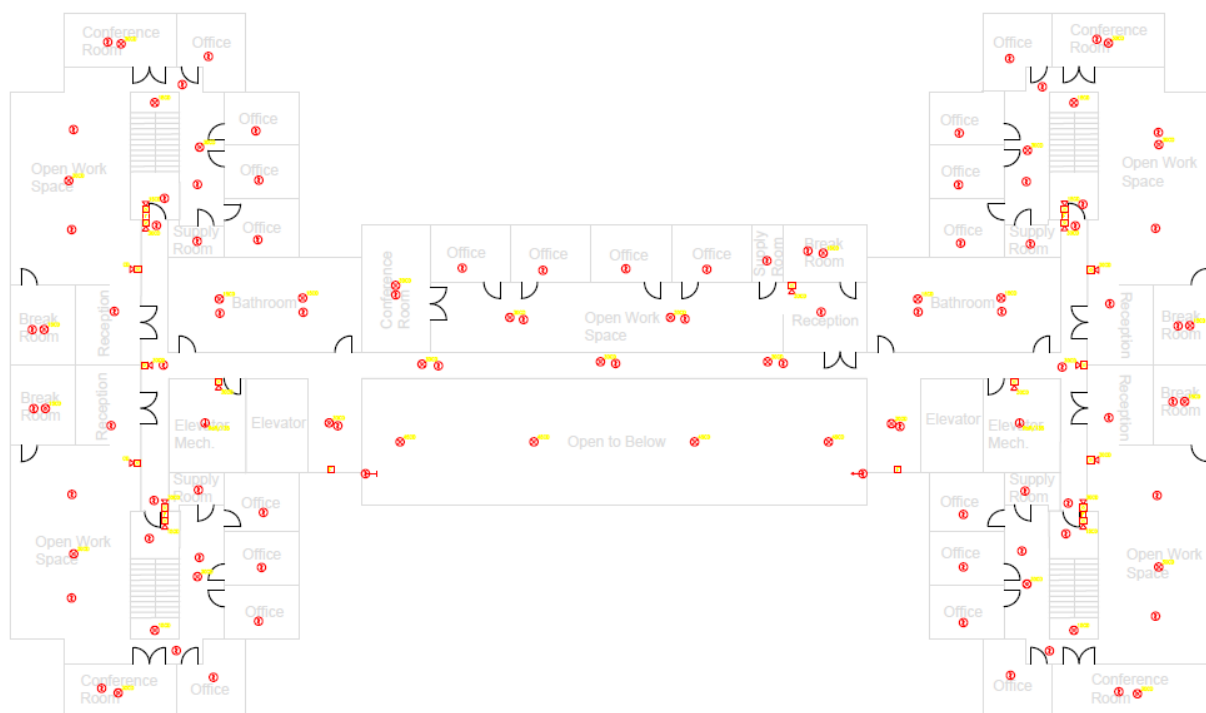 Conference
Room
Office
Office
Conference
Room
Office
Office
Open Work
Space
Office
Office
Open Work
Space
Office
Supply
Room
Office
Supply
Room
Conference
Room
Office
Office
Office
Office
Supply
Room
Break
Room
Bathroom
Bathroom
Break
Room
Reception
Open Work
Space
Reception
Reception
Break
Room
Break
Room
Reception
Elevator
Mech.
Elevator
Open to Below
Elevator
Elevator
Mech.
Reception
Break
Room
Supply
Room
Office
Office
Supply
Room
Open Work
Space
Office
Office
Open Work
Space
Office
Office
Conference
Room
Office
Office
Conference
Room